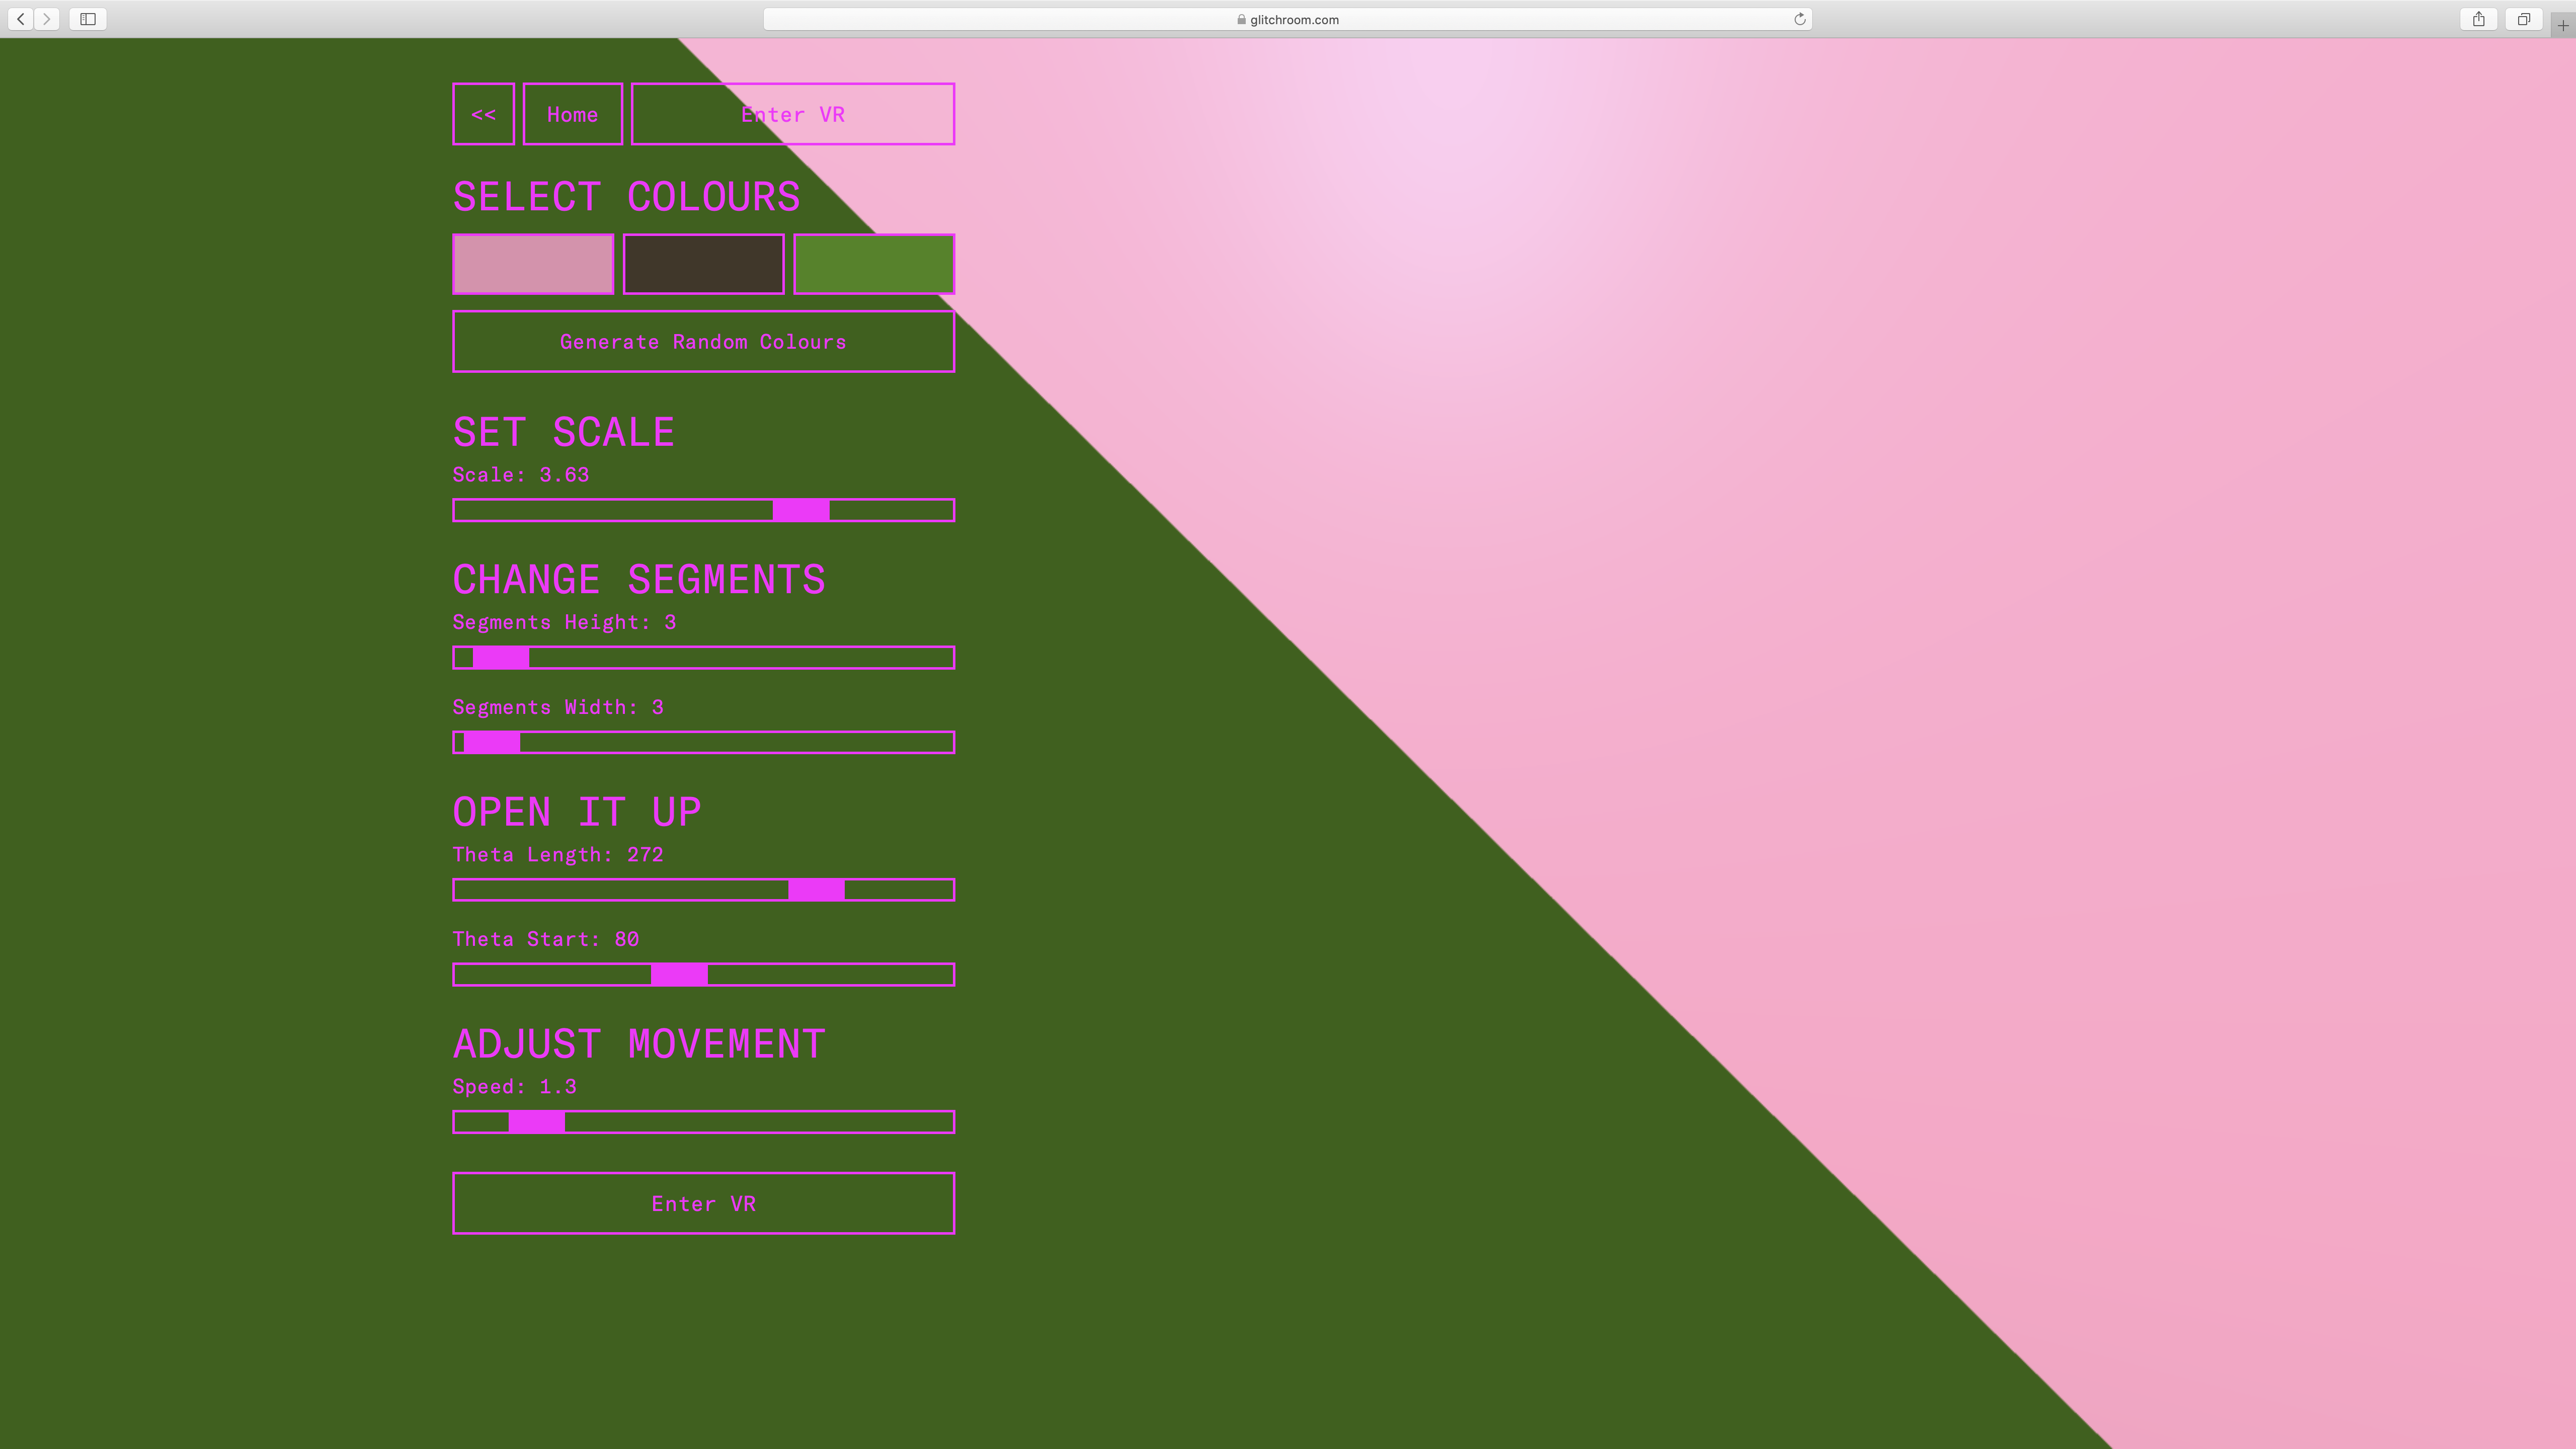 glitchroom.com
<< Home Enter VR
SELECT COLOURS
Generate Random Colours
SET SCALE
Scale: 3.63
CHANGE SEGMENTS
Segments Height: 3
Segments Width: 3
OPEN IT UP
Theta Length: 272
Theta Start: 80
ADJUST MOVEMENT
Speed: 1.3
Enter VR